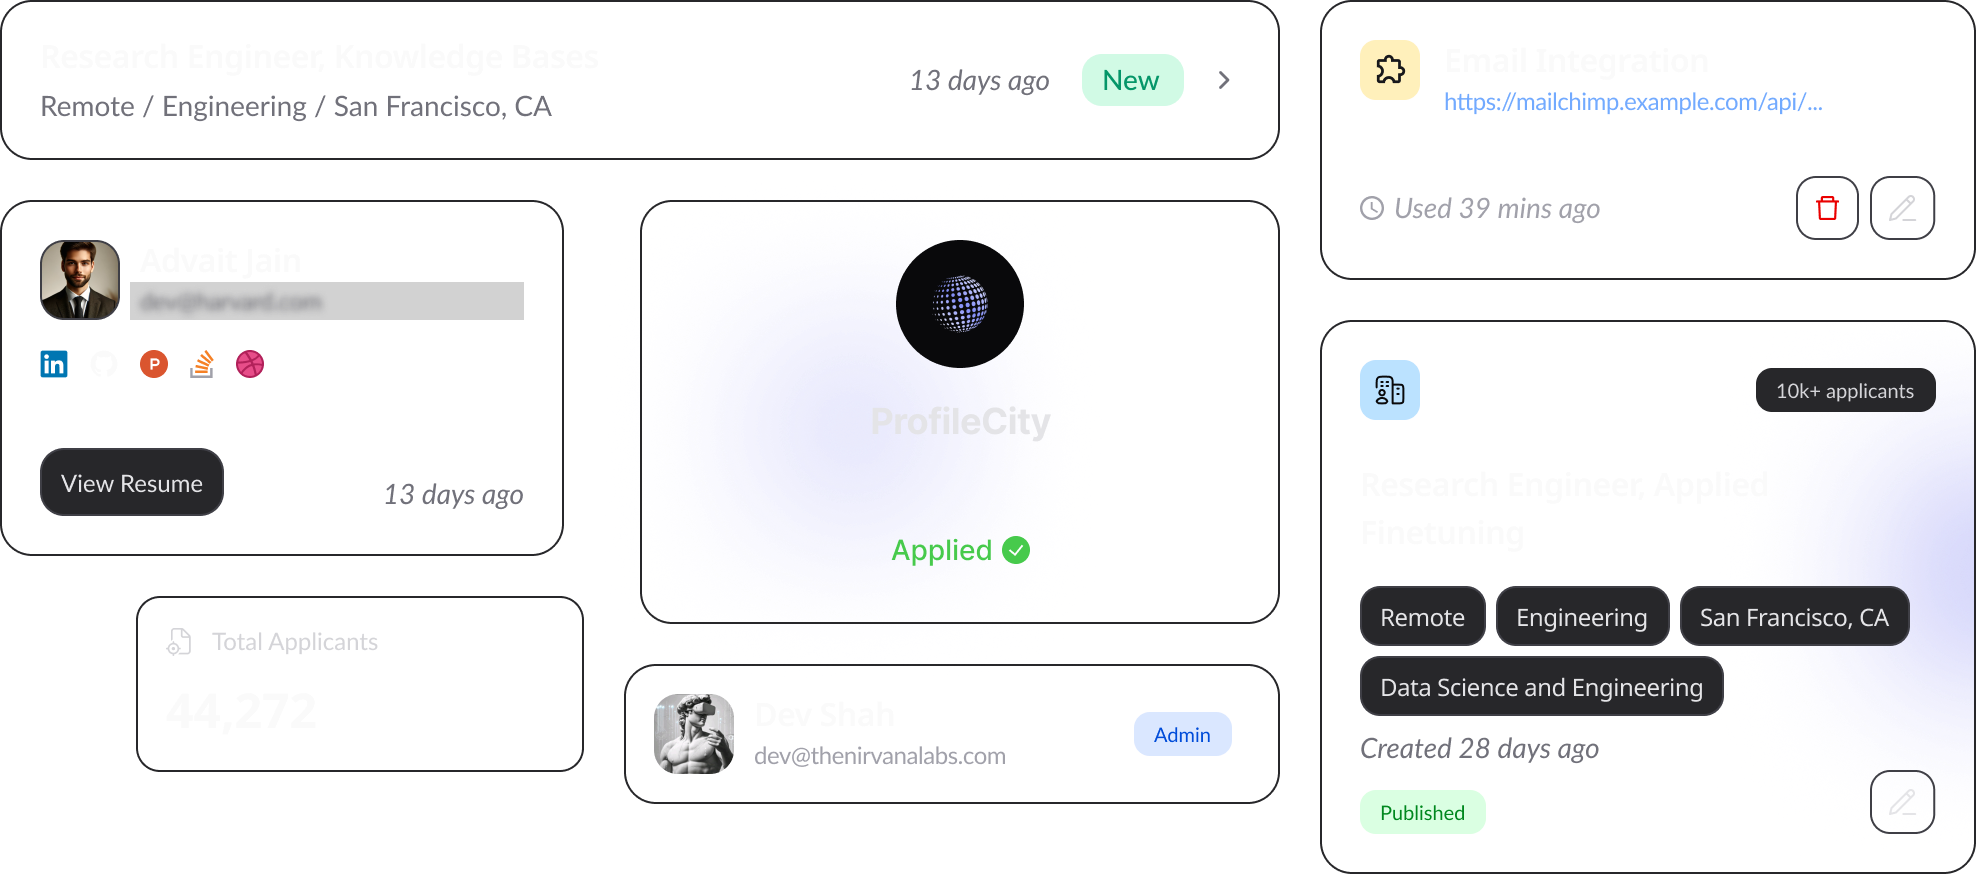 Research Engineer, Knowledge Bases
Remote / Engineering / San Francisco, CA
13 days ago
New
Email Integration
https://mailchimp.example.com/api/...
Used 39 mins ago
Advait Jain
dev@harvard.com
in
P
View Resume
13 days ago
ProfileCity
Applied
10k+ applicants
Research Engineer, Applied
Finetuning
Remote
Engineering
San Francisco, CA
Data Science and Engineering
Created 28 days ago
Published
Total Applicants
44,272
Dev Shah
dev@thenirvanalabs.com
Admin